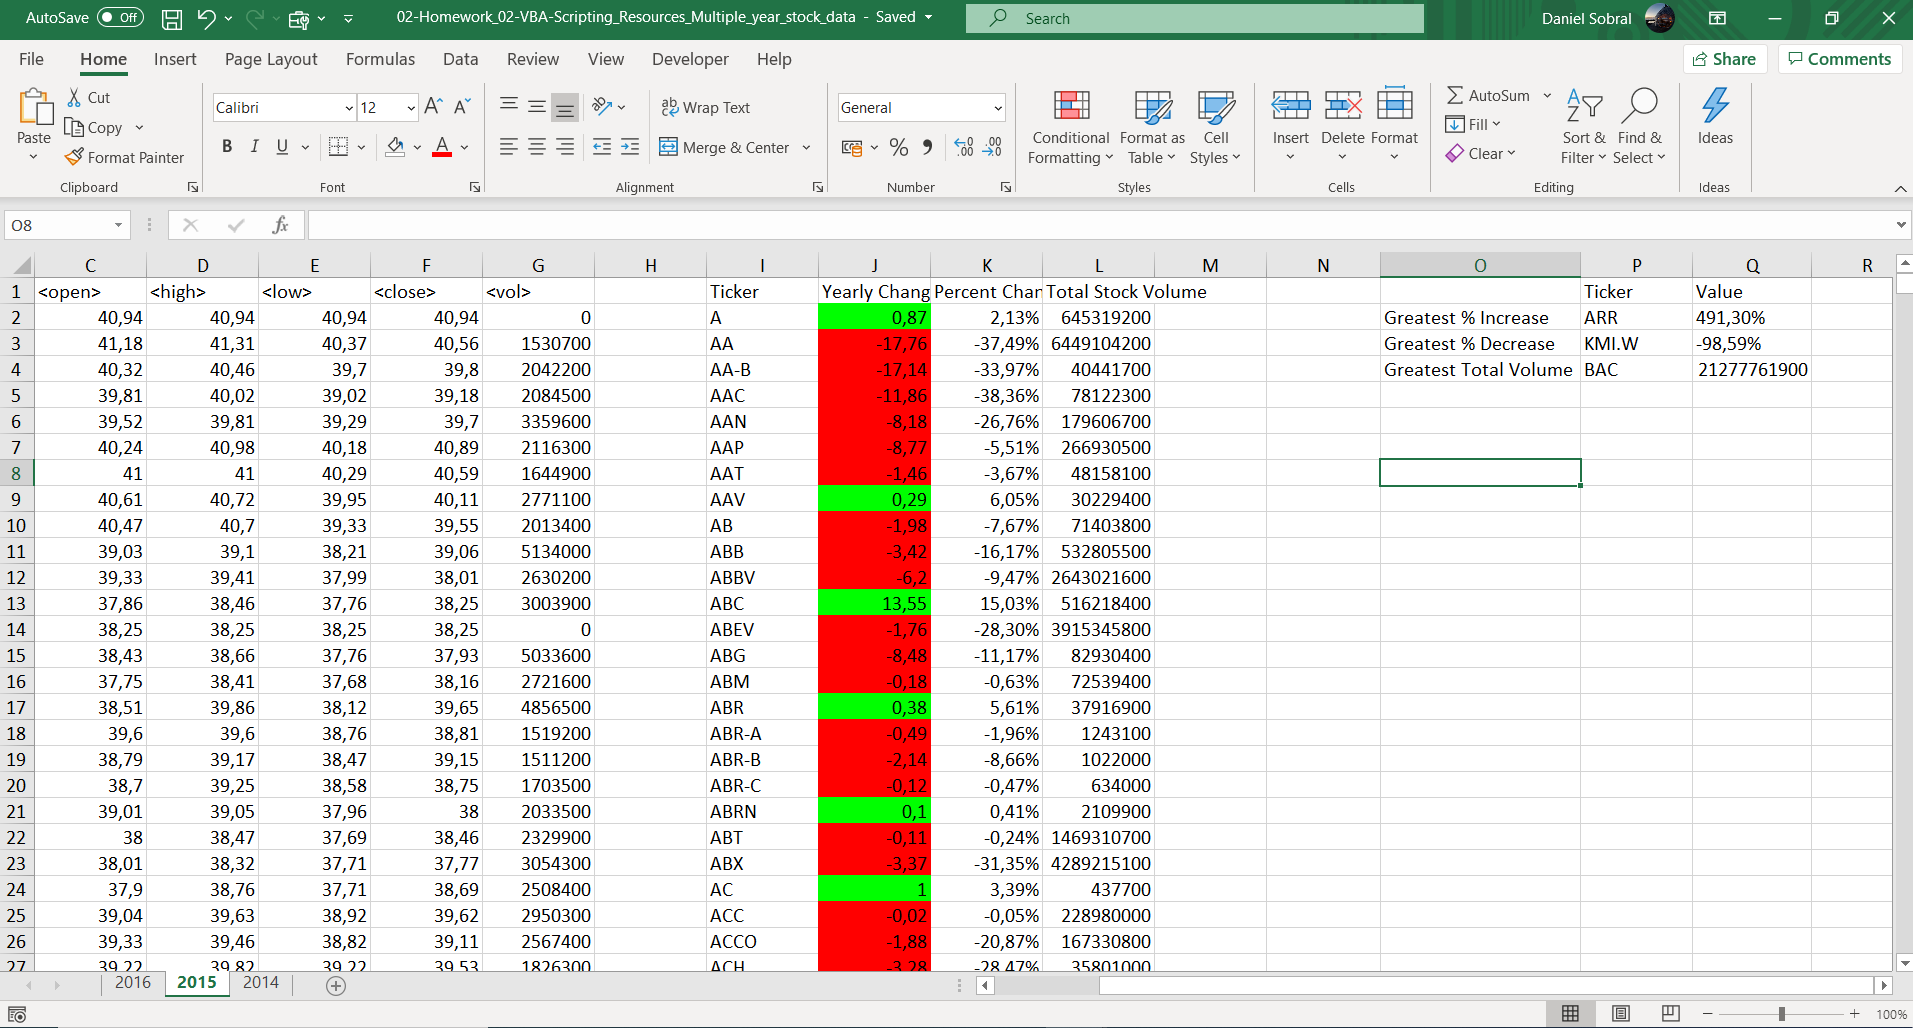 AutoSave Off 02-Homework_02-VBA-Scripting_Resources_Multiple_year_stock_data - Saved Search Daniel Sobral
File Home Insert Page Layout Formulas Data Review View Developer Help Share Comments
Paste Cut Copy Format Painter Clipboard
Calibri 12 B I U A Font
ab Wrap Text Merge & Center Alignment
General % Number
Conditional Formatting Format as Table Cell Styles Styles
Insert Delete Format Cells
AutoSum Fill Clear Sort & Filter Find & Select Editing
Ideas Ideas
O8 fx
C D E F G H I J K L M N O P Q R
1 <open> <high> <low> <close> <vol> Ticker Yearly Chang Percent Char Total Stock Volume Ticker Value
2 40,94 40,94 40,94 40,94 0 A 0,87 2,13% 645319200 Greatest % Increase ARR 491,30%
3 41,18 41,31 40,37 40,56 1530700 AA -17,76 -37,49% 6449104200 Greatest % Decrease KMI.W -98,59%
4 40,32 40,46 39,7 39,8 2042200 AA-B -17,14 -33,97% 40441700 Greatest Total Volume BAC 21277761900
5 39,81 40,02 39,02 39,18 2084500 AAC -11,86 -38,36% 78122300
6 39,52 39,81 39,29 39,7 3359600 AAN -8,18 -26,76% 179606700
7 40,24 40,98 40,18 40,89 2116300 AAP -8,77 -5,51% 266930500
8 41 41 40,29 40,59 1644900 AAT -1,46 -3,67% 48158100
9 40,61 40,72 39,95 40,11 2771100 AAV 0,29 6,05% 30229400
10 40,47 40,7 39,33 39,55 2013400 AB -1,98 -7,67% 71403800
11 39,03 39,1 38,21 39,06 5134000 ABB -3,42 -16,17% 532805500
12 39,33 39,41 37,99 38,01 2630200 ABBV -6,2 -9,47% 2643021600
13 37,86 38,46 37,76 38,25 3003900 ABC 13,55 15,03% 516218400
14 38,25 38,25 38,25 38,25 0 ABEV -1,76 -28,30% 3915345800
15 38,43 38,66 37,76 37,93 5033600 ABG -8,48 -11,17% 82930400
16 37,75 38,41 37,68 38,16 2721600 ABM -0,18 -0,63% 72539400
17 38,51 39,86 38,12 39,65 4856500 ABR 0,38 5,61% 37916900
18 39,6 39,6 38,76 38,81 1519200 ABR-A -0,49 -1,96% 1243100
19 38,79 39,17 38,47 39,15 1511200 ABR-B -2,14 -8,66% 1022000
20 38,7 39,25 38,58 38,75 1703500 ABR-C -0,12 -0,47% 634000
21 39,01 39,05 37,96 38 2033500 ABRN 0,1 0,41% 2109900
22 38 38,47 37,69 38,46 2329900 ABT -0,11 -0,24% 1469310700
23 38,01 38,32 37,71 37,77 3054300 ABX -3,37 -31,35% 4289215100
24 37,9 38,76 37,71 38,69 2508400 AC 1 3,39% 437700
25 39,04 39,63 38,92 39,62 2950300 ACC -0,02 -0,05% 228980000
26 39,33 39,46 38,82 39,11 2567400 ACCO -1,88 -20,87% 167330800
27 39,22 39,82 39,22 39,53 1826300 ACH -3,28 -28,47% 35801000
2016 2015 2014
100%